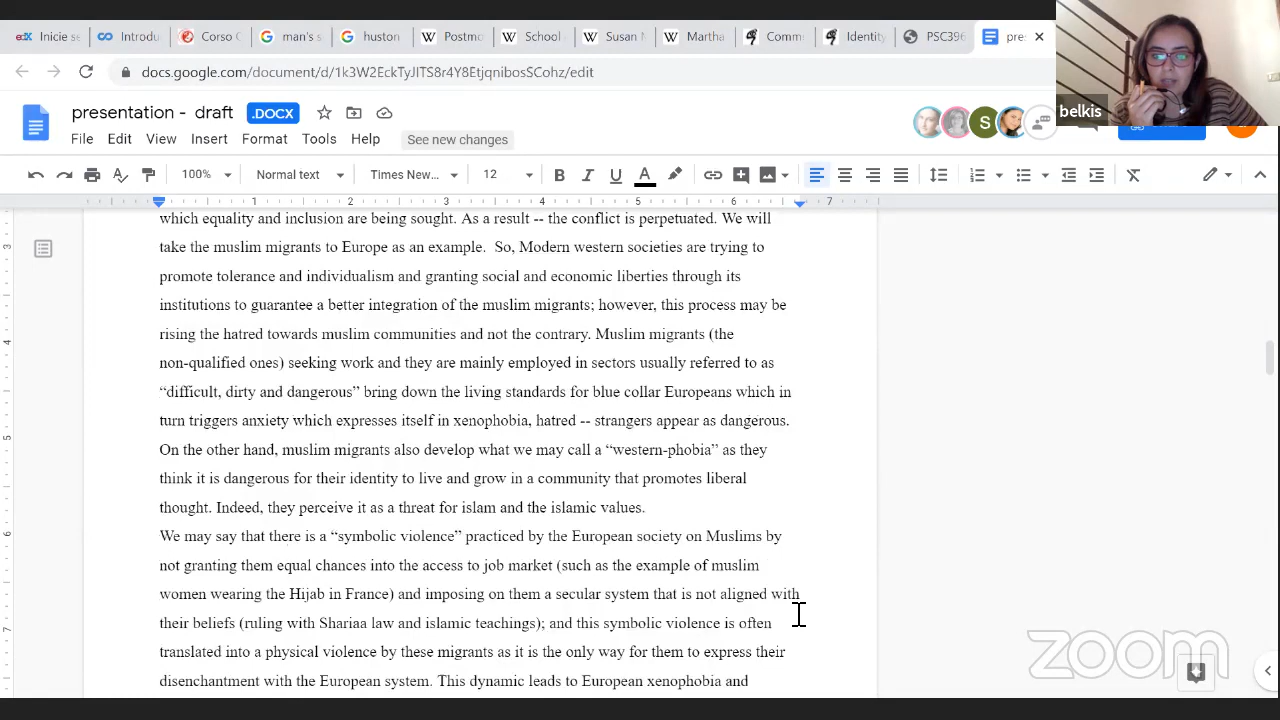 Inicie se
Introdu
Corso C
man's s
huston
Postmo
School
Susan N
Martha
Commu
Identity
PSC396
pres
docs.google.com/document/d/1k3W2EckTyJITS8r4Y8EtjqnibosSCohz/edit
belkis
presentation - draft .DOCX
File Edit View Insert Format Tools Help See new changes
100% Normal text Times New... 12
1 2 3 4 5 6 7
which equality and inclusion are being sought. As a result -- the conflict is perpetuated. We will
take the muslim migrants to Europe as an example. So, Modern western societies are trying to
promote tolerance and individualism and granting social and economic liberties through its
institutions to guarantee a better integration of the muslim migrants; however, this process may be
rising the hatred towards muslim communities and not the contrary. Muslim migrants (the
non-qualified ones) seeking work and they are mainly employed in sectors usually referred to as
“difficult, dirty and dangerous” bring down the living standards for blue collar Europeans which in
turn triggers anxiety which expresses itself in xenophobia, hatred -- strangers appear as dangerous.
On the other hand, muslim migrants also develop what we may call a “western-phobia” as they
think it is dangerous for their identity to live and grow in a community that promotes liberal
thought. Indeed, they perceive it as a threat for islam and the islamic values.
We may say that there is a “symbolic violence” practiced by the European society on Muslims by
not granting them equal chances into the access to job market (such as the example of muslim
women wearing the Hijab in France) and imposing on them a secular system that is not aligned with
their beliefs (ruling with Shariaa law and islamic teachings); and this symbolic violence is often
translated into a physical violence by these migrants as it is the only way for them to express their
disenchantment with the European system. This dynamic leads to European xenophobia and
zoom